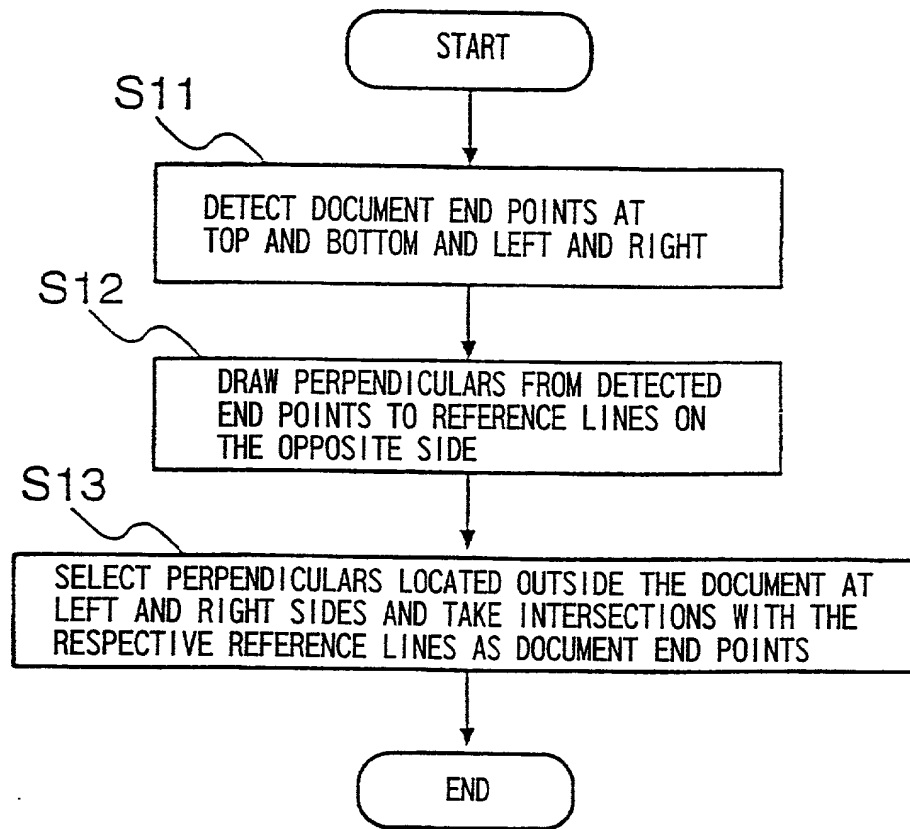 START
S11
DETECT DOCUMENT END POINTS AT
TOP AND BOTTOM AND LEFT AND RIGHT
S12
DRAW PERPENDICULARS FROM DETECTED
END POINTS TO REFERENCE LINES ON
THE OPPOSITE SIDE
S13
SELECT PERPENDICULARS LOCATED OUTSIDE THE DOCUMENT AT
LEFT AND RIGHT SIDES AND TAKE INTERSECTIONS WITH THE
RESPECTIVE REFERENCE LINES AS DOCUMENT END POINTS
END